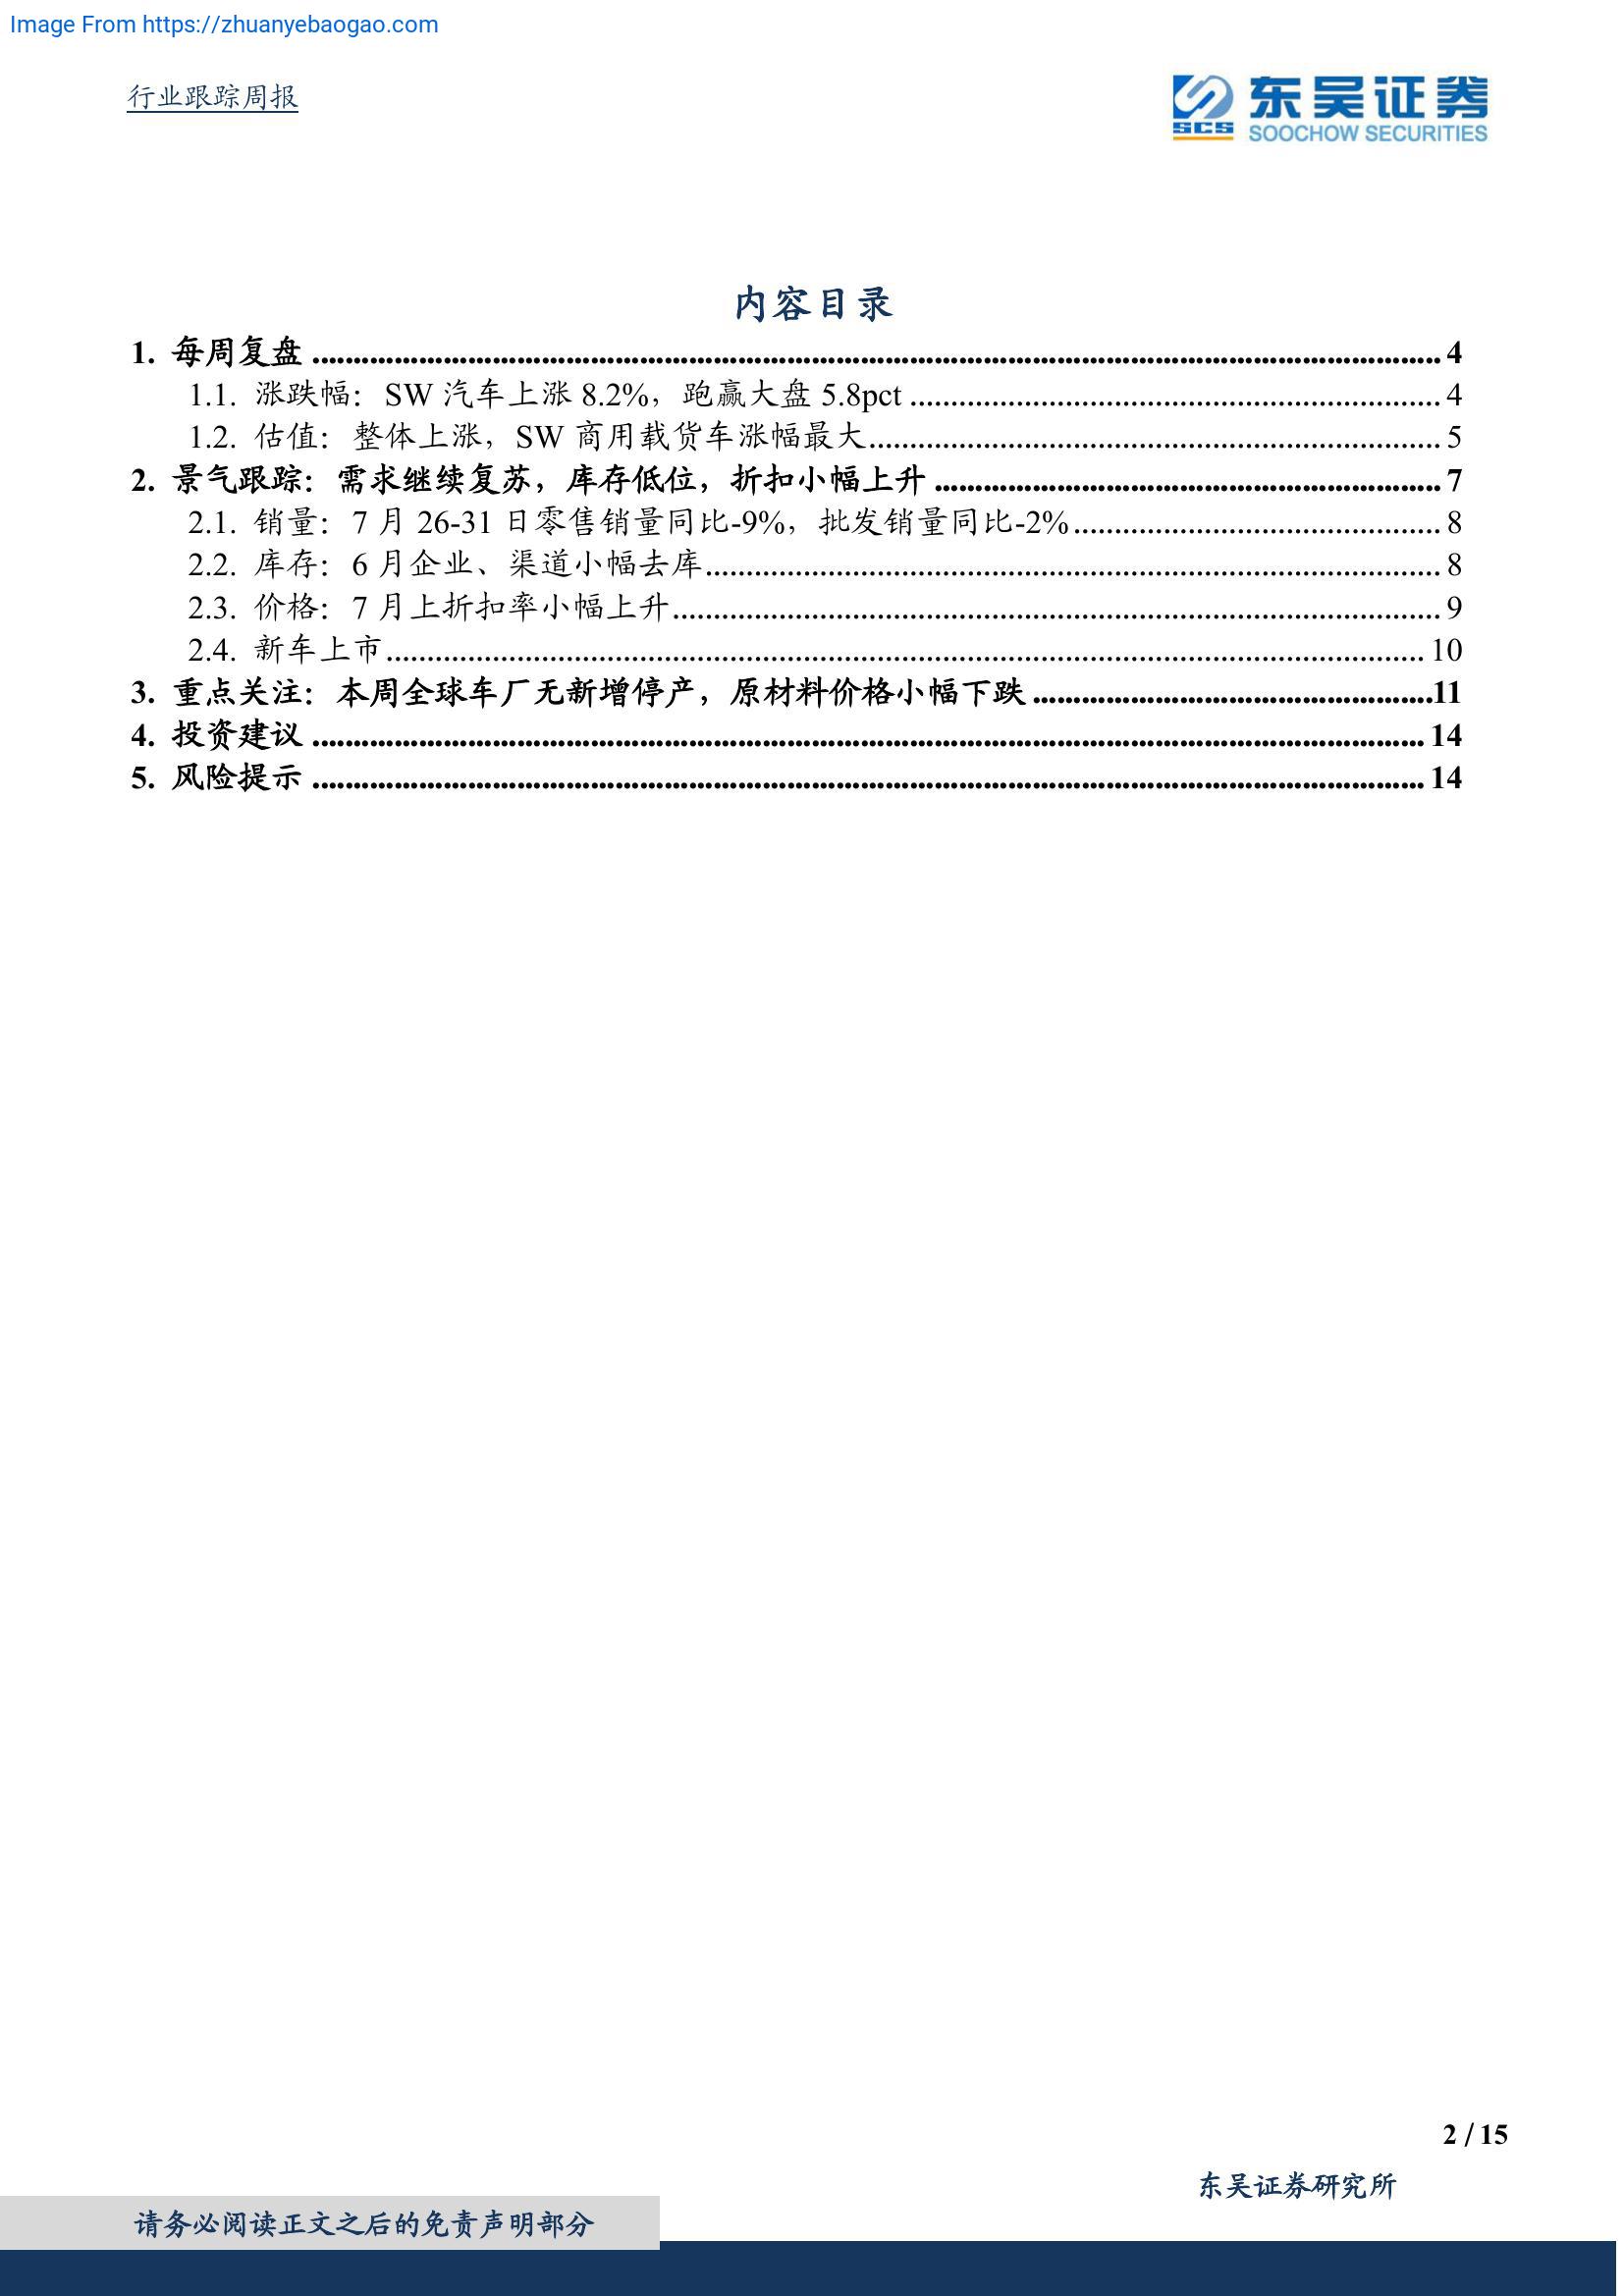 Image From https://zhuanyebaogao.com
行业跟踪周报
东吴证券
SCS
SOOCHOW SECURITIES
内容目录
1. 每周复盘 ........ 4
1.1. 涨跌幅：SW 汽车上涨 8.2%，跑赢大盘 5.8pct ........ 4
1.2. 估值：整体上涨，SW 商用载货车涨幅最大 ........ 5
2. 景气跟踪：需求继续复苏，库存低位，折扣小幅上升 ........ 7
2.1. 销量：7 月 26-31 日零售销量同比-9%，批发销量同比-2% ........ 8
2.2. 库存：6 月企业、渠道小幅去库 ........ 8
2.3. 价格：7 月上折扣率小幅上升 ........ 9
2.4. 新车上市 ........ 10
3. 重点关注：本周全球车厂无新增停产，原材料价格小幅下跌 ........ 11
4. 投资建议 ........ 14
5. 风险提示 ........ 14
2 / 15
东吴证券研究所
请务必阅读正文之后的免责声明部分